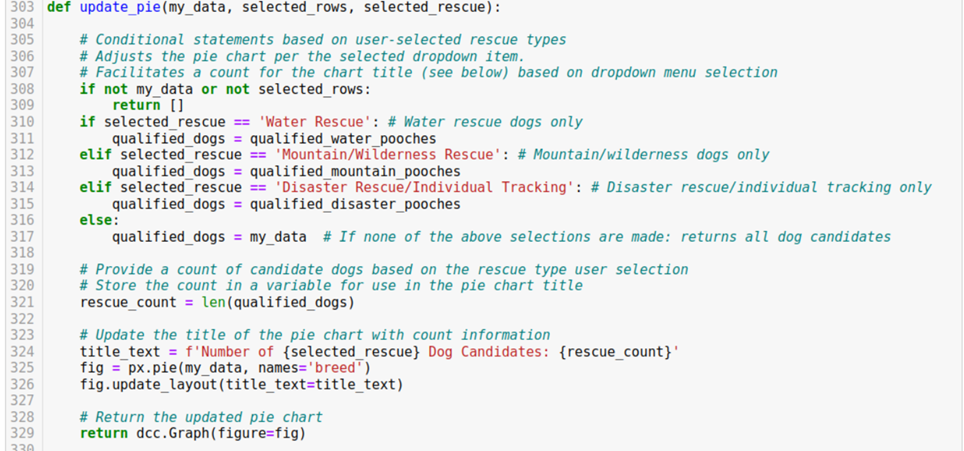 303 def update_pie(my_data, selected_rows, selected_rescue):
304
305     # Conditional statements based on user-selected rescue types
306     # Adjusts the pie chart per the selected dropdown item.
307     # Facilitates a count for the chart title (see below) based on dropdown menu selection
308     if not my_data or not selected_rows:
309         return []
310     if selected_rescue == 'Water Rescue': # Water rescue dogs only
311         qualified_dogs = qualified_water_pooches
312     elif selected_rescue == 'Mountain/Wilderness Rescue': # Mountain/wilderness dogs only
313         qualified_dogs = qualified_mountain_pooches
314     elif selected_rescue == 'Disaster Rescue/Individual Tracking': # Disaster rescue/individual tracking only
315         qualified_dogs = qualified_disaster_pooches
316     else:
317         qualified_dogs = my_data  # If none of the above selections are made: returns all dog candidates
318
319     # Provide a count of candidate dogs based on the rescue type user selection
320     # Store the count in a variable for use in the pie chart title
321     rescue_count = len(qualified_dogs)
322
323     # Update the title of the pie chart with count information
324     title_text = f'Number of {selected_rescue} Dog Candidates: {rescue_count}'
325     fig = px.pie(my_data, names='breed')
326     fig.update_layout(title_text=title_text)
327
328     # Return the updated pie chart
329     return dcc.Graph(figure=fig)
330